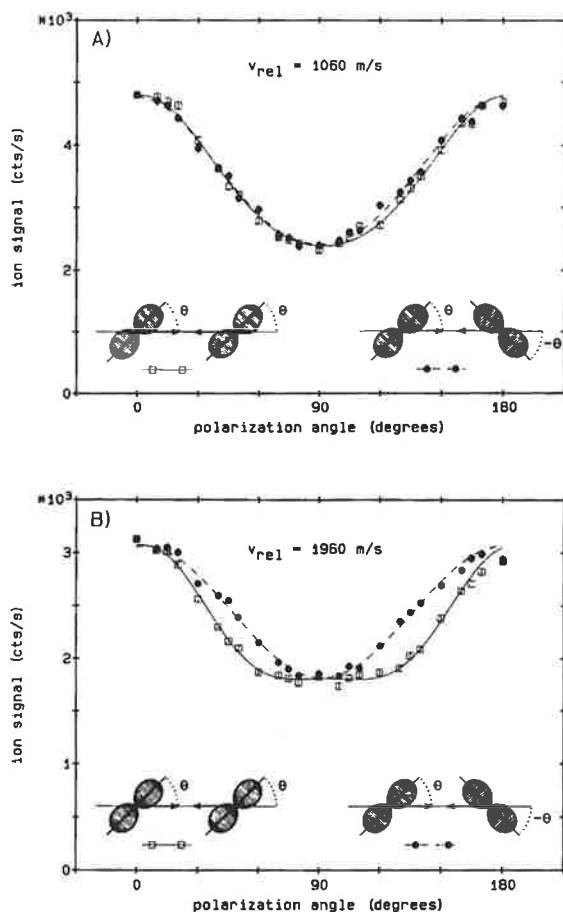 ×10³
A)
v_rel = 1060 m/s
4
2
1
0
ion signal (cts/s)
θ
θ
θ
-θ
0
90
180
polarization angle (degrees)
×10³
B)
v_rel = 1960 m/s
3
2
1
0
ion signal (cts/s)
θ
θ
θ
-θ
0
90
180
polarization angle (degrees)